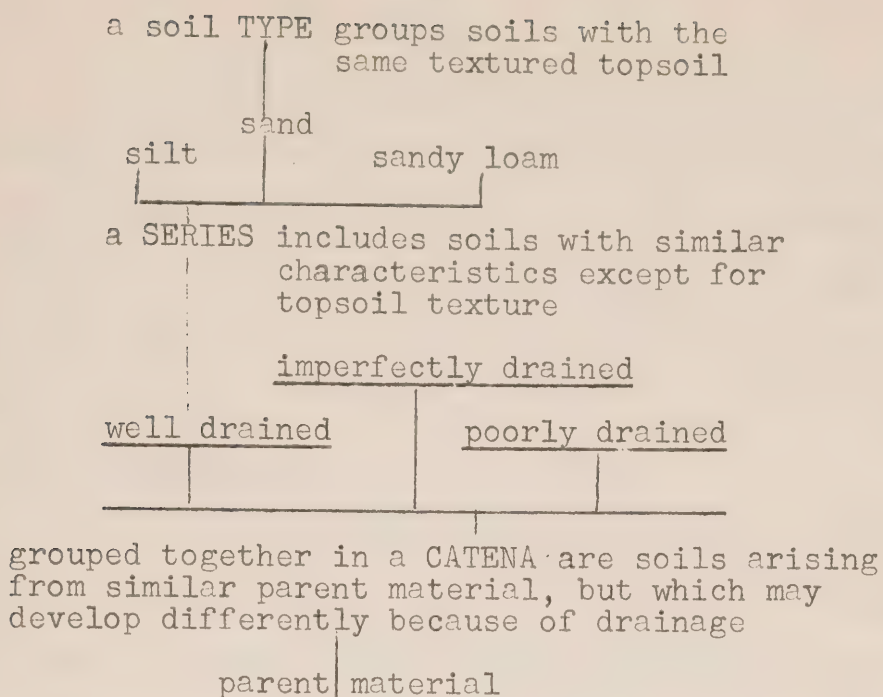 a soil TYPE groups soils with the
same textured topsoil
sand
silt sandy loam
a SERIES includes soils with similar
characteristics except for
topsoil texture
imperfectly drained
well drained poorly drained
grouped together in a CATENA are soils arising
from similar parent material, but which may
develop differently because of drainage
parent material